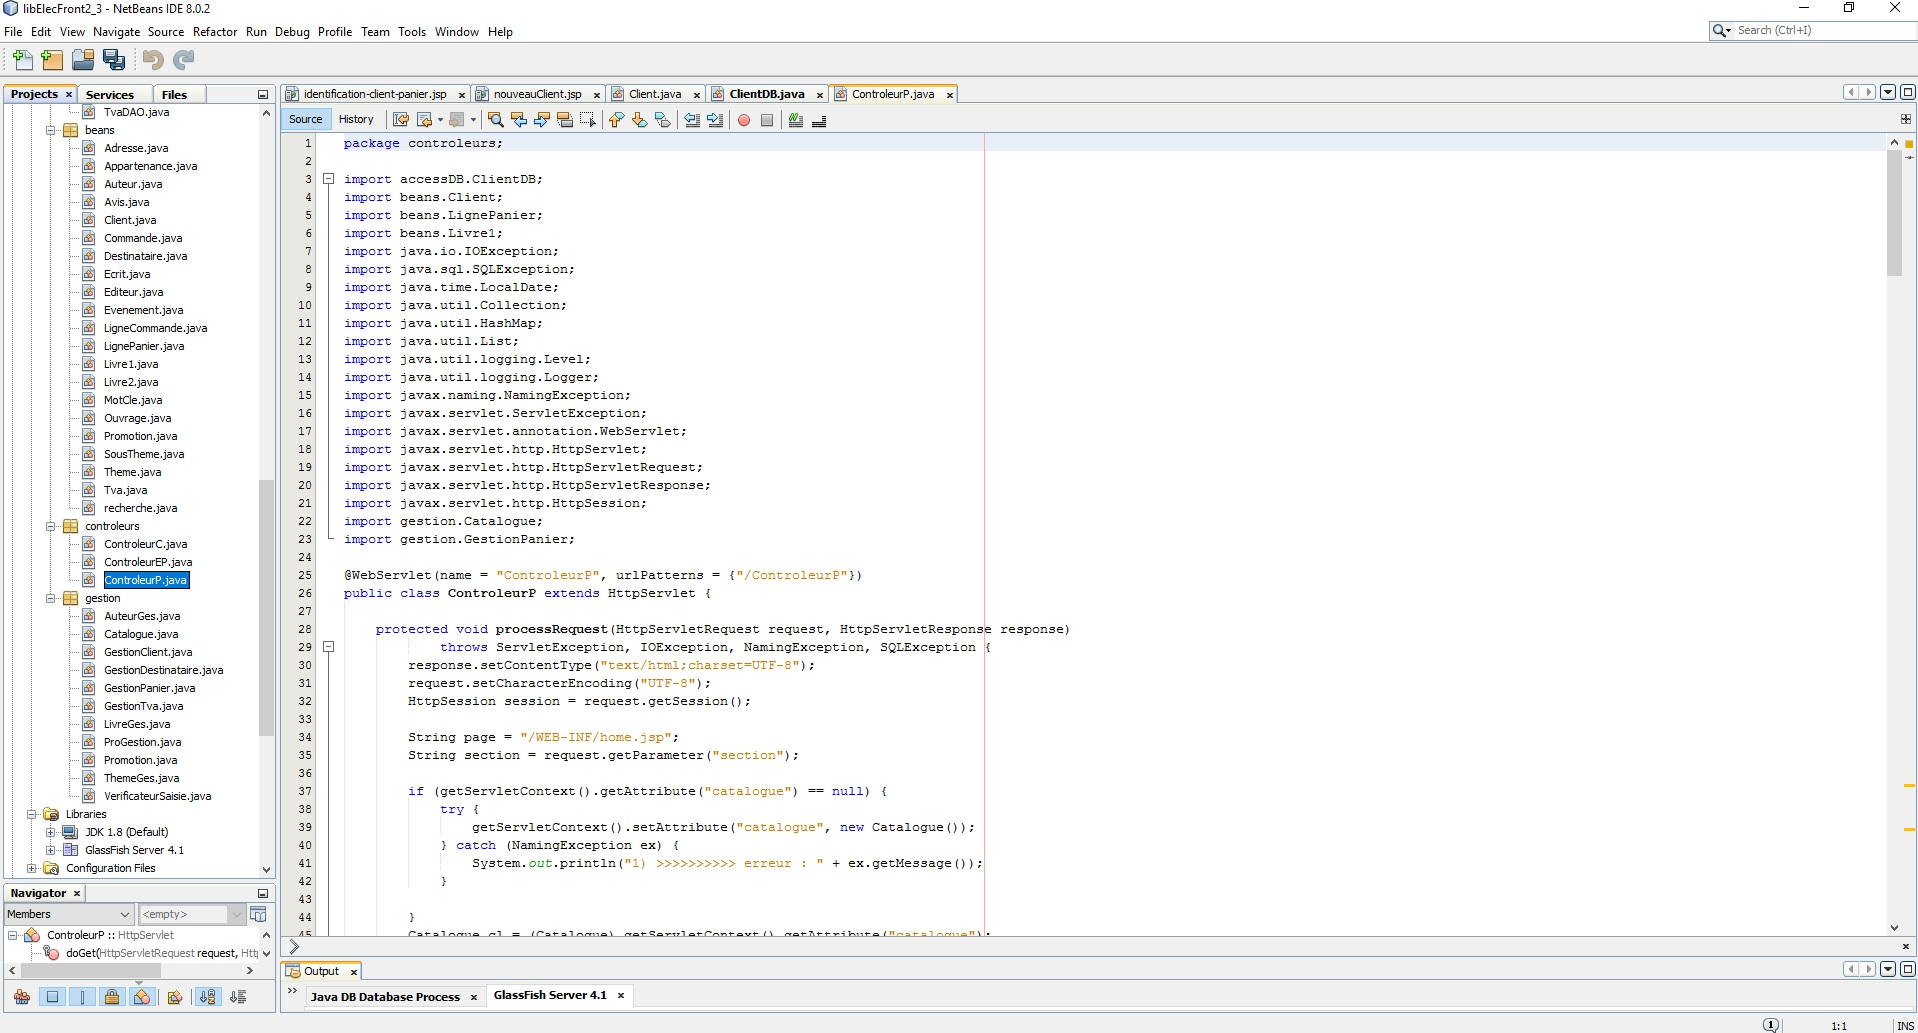 libElecFront2_3 - NetBeans IDE 8.0.2
File Edit View Navigate Source Refactor Run Debug Profile Team Tools Window Help
Search (Ctrl+I)
Projects Services Files
TvaDAO.java
beans
Adresse.java
Appartenance.java
Auteur.java
Avis.java
Client.java
Commande.java
Destinataire.java
Ecrit.java
Editeur.java
Evenement.java
LigneCommande.java
LignePanier.java
Livre1.java
Livre2.java
MotCle.java
Ouvrage.java
Promotion.java
SousTheme.java
Theme.java
Tva.java
recherche.java
controleurs
ControleurC.java
ControleurEP.java
ControleurP.java
gestion
AuteurGes.java
Catalogue.java
GestionClient.java
GestionDestinataire.java
GestionPanier.java
GestionTva.java
LivreGes.java
ProGestion.java
Promotion.java
ThemeGes.java
VerificateurSaisie.java
Libraries
JDK 1.8 (Default)
GlassFish Server 4.1
Configuration Files
Navigator
Members <empty>
ControleurP :: HttpServlet
doGet(HttpServletRequest request, Htt
identification-client-panier.jsp nouveauClient.jsp Client.java ClientDB.java ControleurP.java
Source History
1 package controleurs;
2
3 import accessDB.ClientDB;
4 import beans.Client;
5 import beans.LignePanier;
6 import beans.Livre1;
7 import java.io.IOException;
8 import java.sql.SQLException;
9 import java.time.LocalDate;
10 import java.util.Collection;
11 import java.util.HashMap;
12 import java.util.List;
13 import java.util.logging.Level;
14 import java.util.logging.Logger;
15 import javax.naming.NamingException;
16 import javax.servlet.ServletException;
17 import javax.servlet.annotation.WebServlet;
18 import javax.servlet.http.HttpServlet;
19 import javax.servlet.http.HttpServletRequest;
20 import javax.servlet.http.HttpServletResponse;
21 import javax.servlet.http.HttpSession;
22 import gestion.Catalogue;
23 import gestion.GestionPanier;
24
25 @WebServlet(name = "ControleurP", urlPatterns = {"/ControleurP"})
26 public class ControleurP extends HttpServlet {
27
28 protected void processRequest(HttpServletRequest request, HttpServletResponse response)
29 throws ServletException, IOException, NamingException, SQLException {
30 response.setContentType("text/html;charset=UTF-8");
31 request.setCharacterEncoding("UTF-8");
32 HttpSession session = request.getSession();
33
34 String page = "/WEB-INF/home.jsp";
35 String section = request.getParameter("section");
36
37 if (getServletContext().getAttribute("catalogue") == null) {
38 try {
39 getServletContext().setAttribute("catalogue", new Catalogue());
40 } catch (NamingException ex) {
41 System.out.println("1) >>>>>>>>>> erreur : " + ex.getMessage());
42 }
43
44 }
45 Catalogue cl = (Catalogue) getServletContext().getAttribute("catalogue");
Output
Java DB Database Process GlassFish Server 4.1
1 1:1 INS